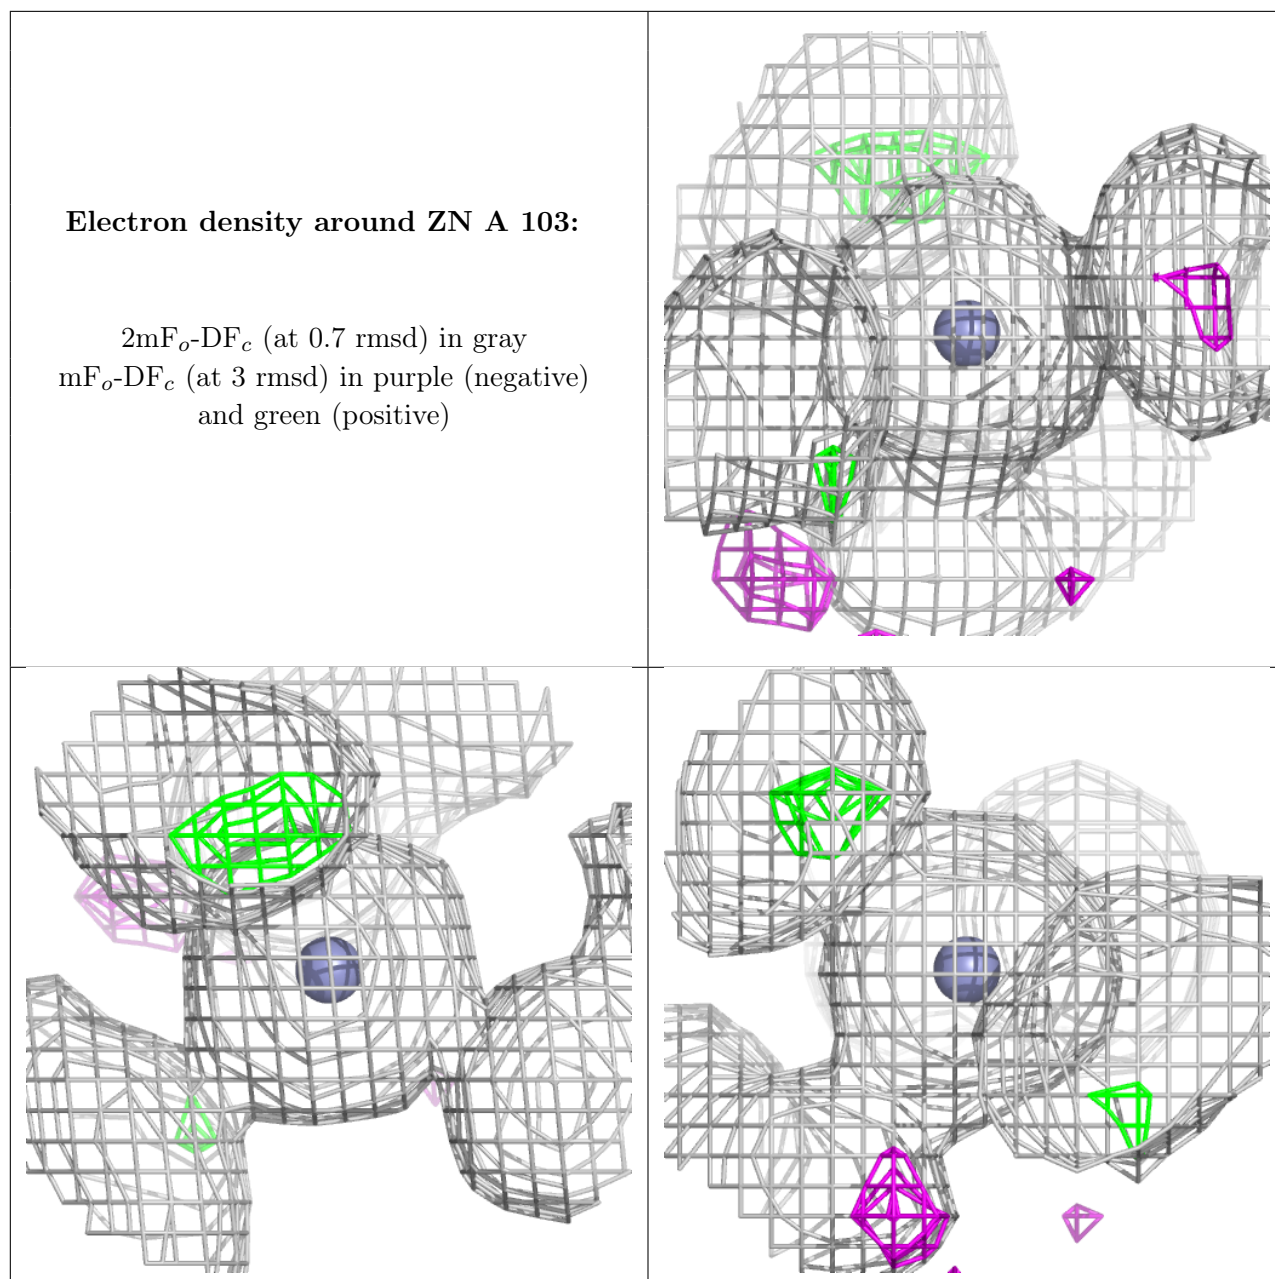 Electron density around ZN A 103:
2mFo-DFc (at 0.7 rmsd) in gray
mFo-DFc (at 3 rmsd) in purple (negative)
and green (positive)